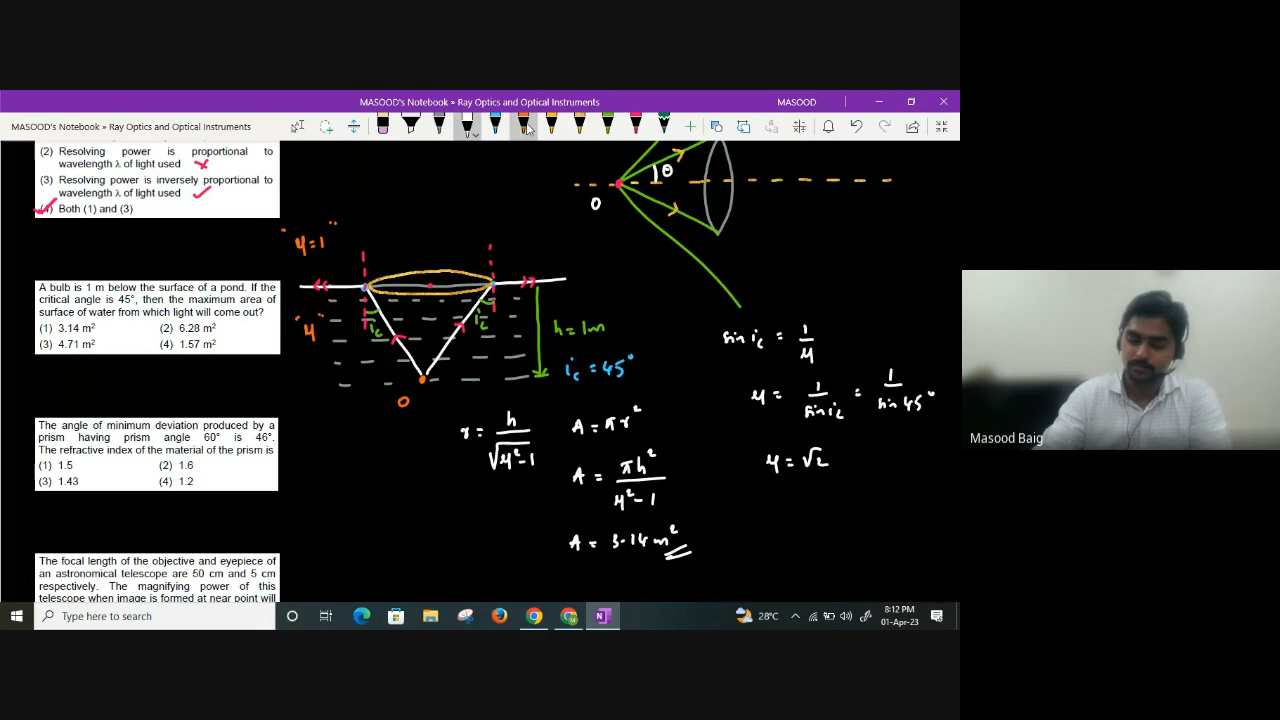 MASOOD's Notebook » Ray Optics and Optical Instruments
MASOOD
MASOOD's Notebook » Ray Optics and Optical Instruments
(2) Resolving power is proportional to
wavelength λ of light used
(3) Resolving power is inversely proportional to
wavelength λ of light used
(4) Both (1) and (3)
θ
O
"μ=1"
"μ"
A bulb is 1 m below the surface of a pond. If the
critical angle is 45°, then the maximum area of
surface of water from which light will come out?
(1) 3.14 m²
(2) 6.28 m²
(3) 4.71 m²
(4) 1.57 m²
ic
ic
h = 1m
ic = 45°
O
sin ic = 1/μ
μ = 1/sin ic = 1/sin 45°
μ = √2
r = h/√μ²-1
A = πr²
A = πh²/μ²-1
A = 3.14 m²
The angle of minimum deviation produced by a
prism having prism angle 60° is 46°.
The refractive index of the material of the prism is
(1) 1.5
(2) 1.6
(3) 1.43
(4) 1.2
The focal length of the objective and eyepiece of
an astronomical telescope are 50 cm and 5 cm
respectively. The magnifying power of this
telescope when image is formed at near point will
Masood Baig
Type here to search
28°C
8:12 PM
01-Apr-23